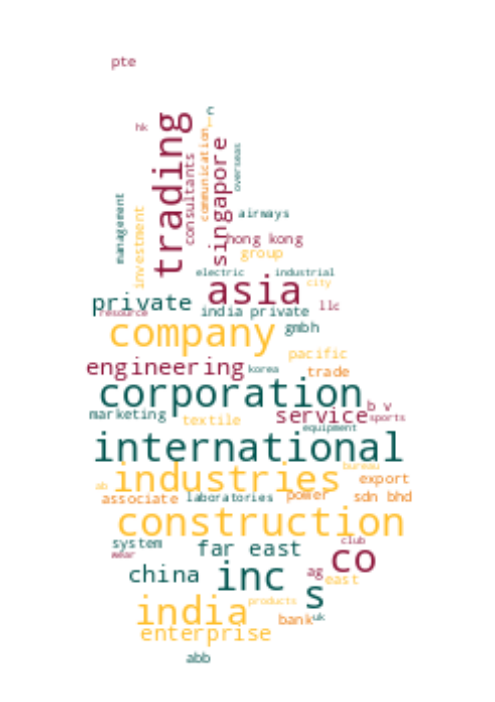 pte
c
hk
trading
communication
consultants
singapore
overseas
management
investment
airways
hong kong
group
electric
industrial
asia
city
private
resource
india private
llc
company
gmbh
pacific
engineering
korea
trade
corporation
b v
marketing
textile
service
sports
equipment
international
bureau
industries
export
ab
associate
laboratories
power
sdn bhd
construction
system
far east
club
wear
co
china
inc
ag
east
s
india
products
bank
uk
enterprise
abb